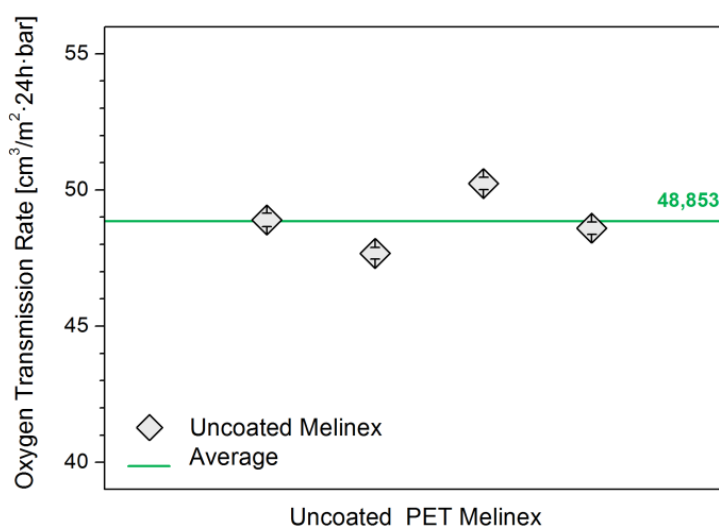 Oxygen Transmission Rate [cm³/m²·24h·bar]
55
50
45
40
48,853
Uncoated Melinex
Average
Uncoated PET Melinex